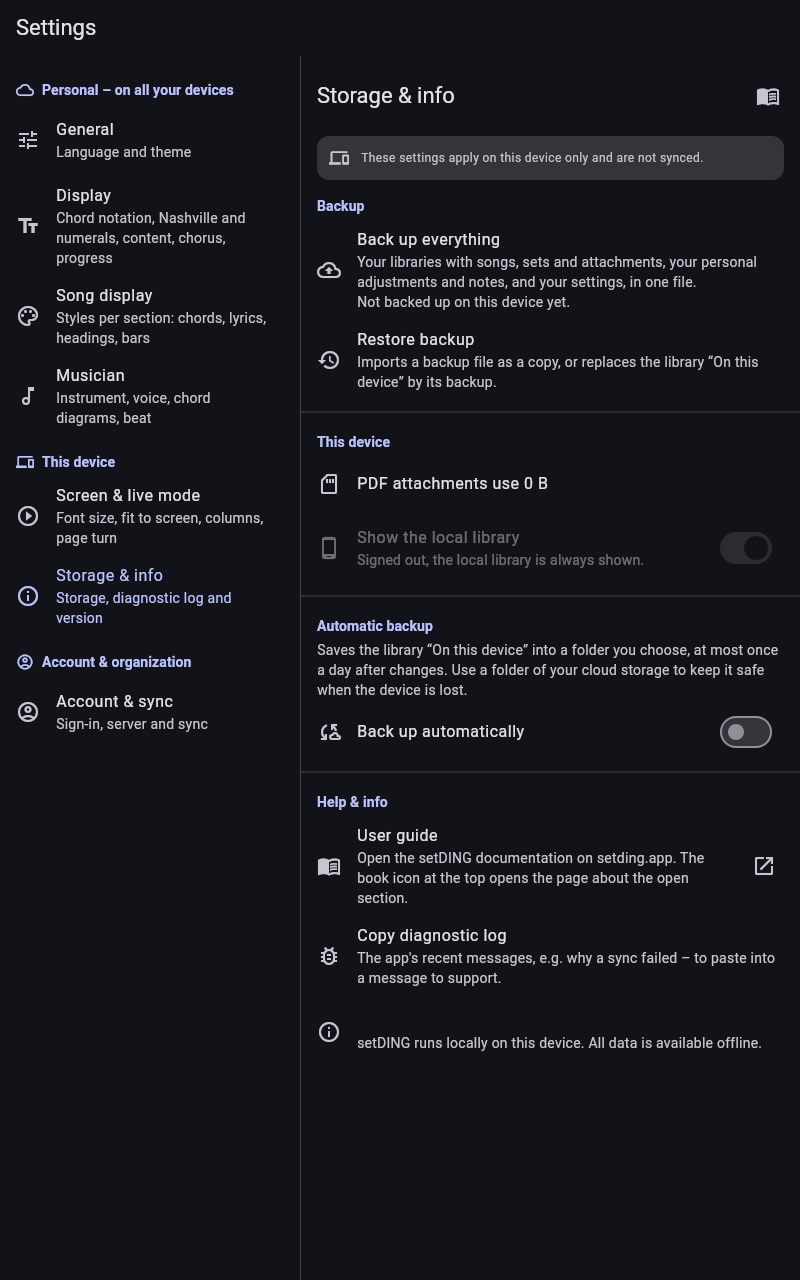 Settings
Personal – on all your devices
General
Language and theme
Display
Chord notation, Nashville and
numerals, content, chorus,
progress
Song display
Styles per section: chords, lyrics,
headings, bars
Musician
Instrument, voice, chord
diagrams, beat
This device
Screen & live mode
Font size, fit to screen, columns,
page turn
Storage & info
Storage, diagnostic log and
version
Account & organization
Account & sync
Sign-in, server and sync
Storage & info
These settings apply on this device only and are not synced.
Backup
Back up everything
Your libraries with songs, sets and attachments, your personal
adjustments and notes, and your settings, in one file.
Not backed up on this device yet.
Restore backup
Imports a backup file as a copy, or replaces the library “On this
device” by its backup.
This device
PDF attachments use 0 B
Show the local library
Signed out, the local library is always shown.
Automatic backup
Saves the library “On this device” into a folder you choose, at most once
a day after changes. Use a folder of your cloud storage to keep it safe
when the device is lost.
Back up automatically
Help & info
User guide
Open the setDING documentation on setding.app. The
book icon at the top opens the page about the open
section.
Copy diagnostic log
The app's recent messages, e.g. why a sync failed – to paste into
a message to support.
setDING runs locally on this device. All data is available offline.